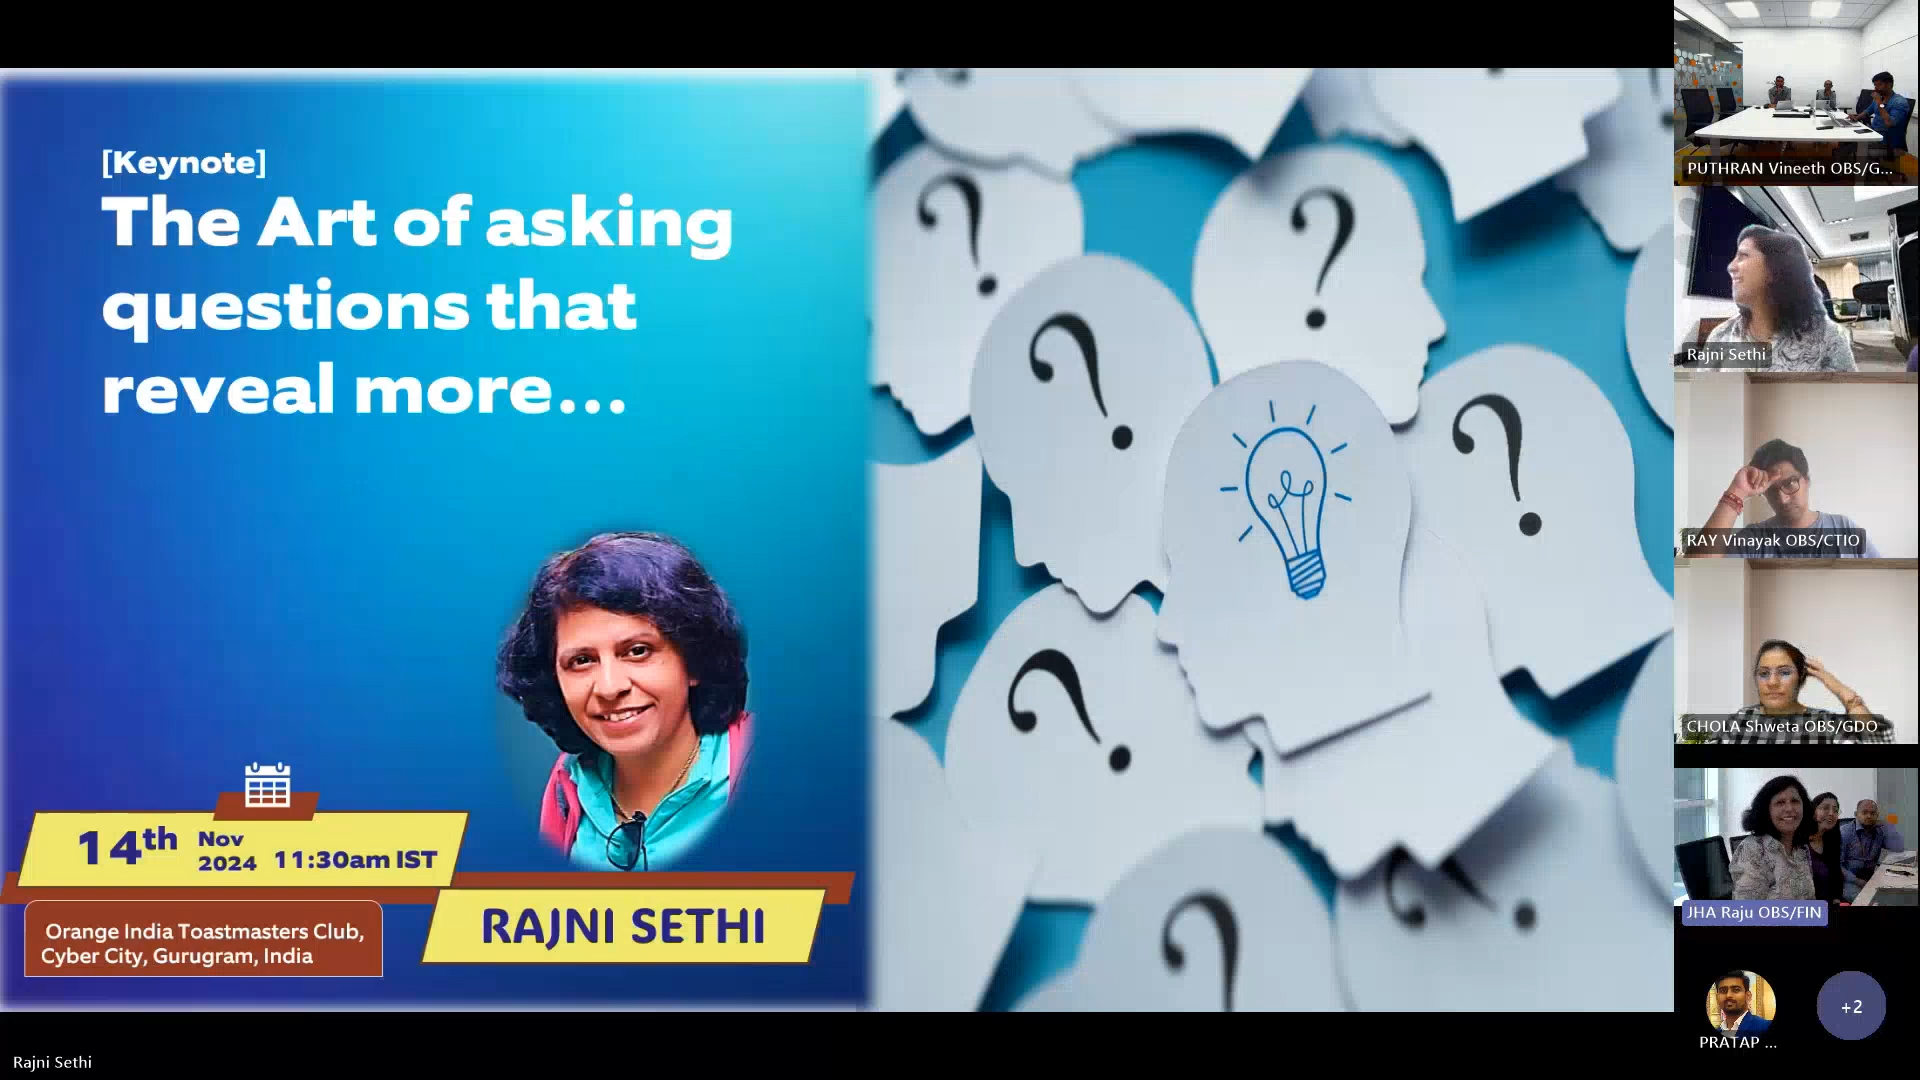 [Keynote]
The Art of asking
questions that
reveal more...
14th Nov 2024 11:30am IST
Orange India Toastmasters Club,
Cyber City, Gurugram, India
RAJNI SETHI
?
?
?
?
?
?
?
PUTHRAN Vineeth OBS/G...
Rajni Sethi
RAY Vinayak OBS/CTIO
CHOLA Shweta OBS/GDO
JHA Raju OBS/FIN
PRATAP ...
+2
Rajni Sethi